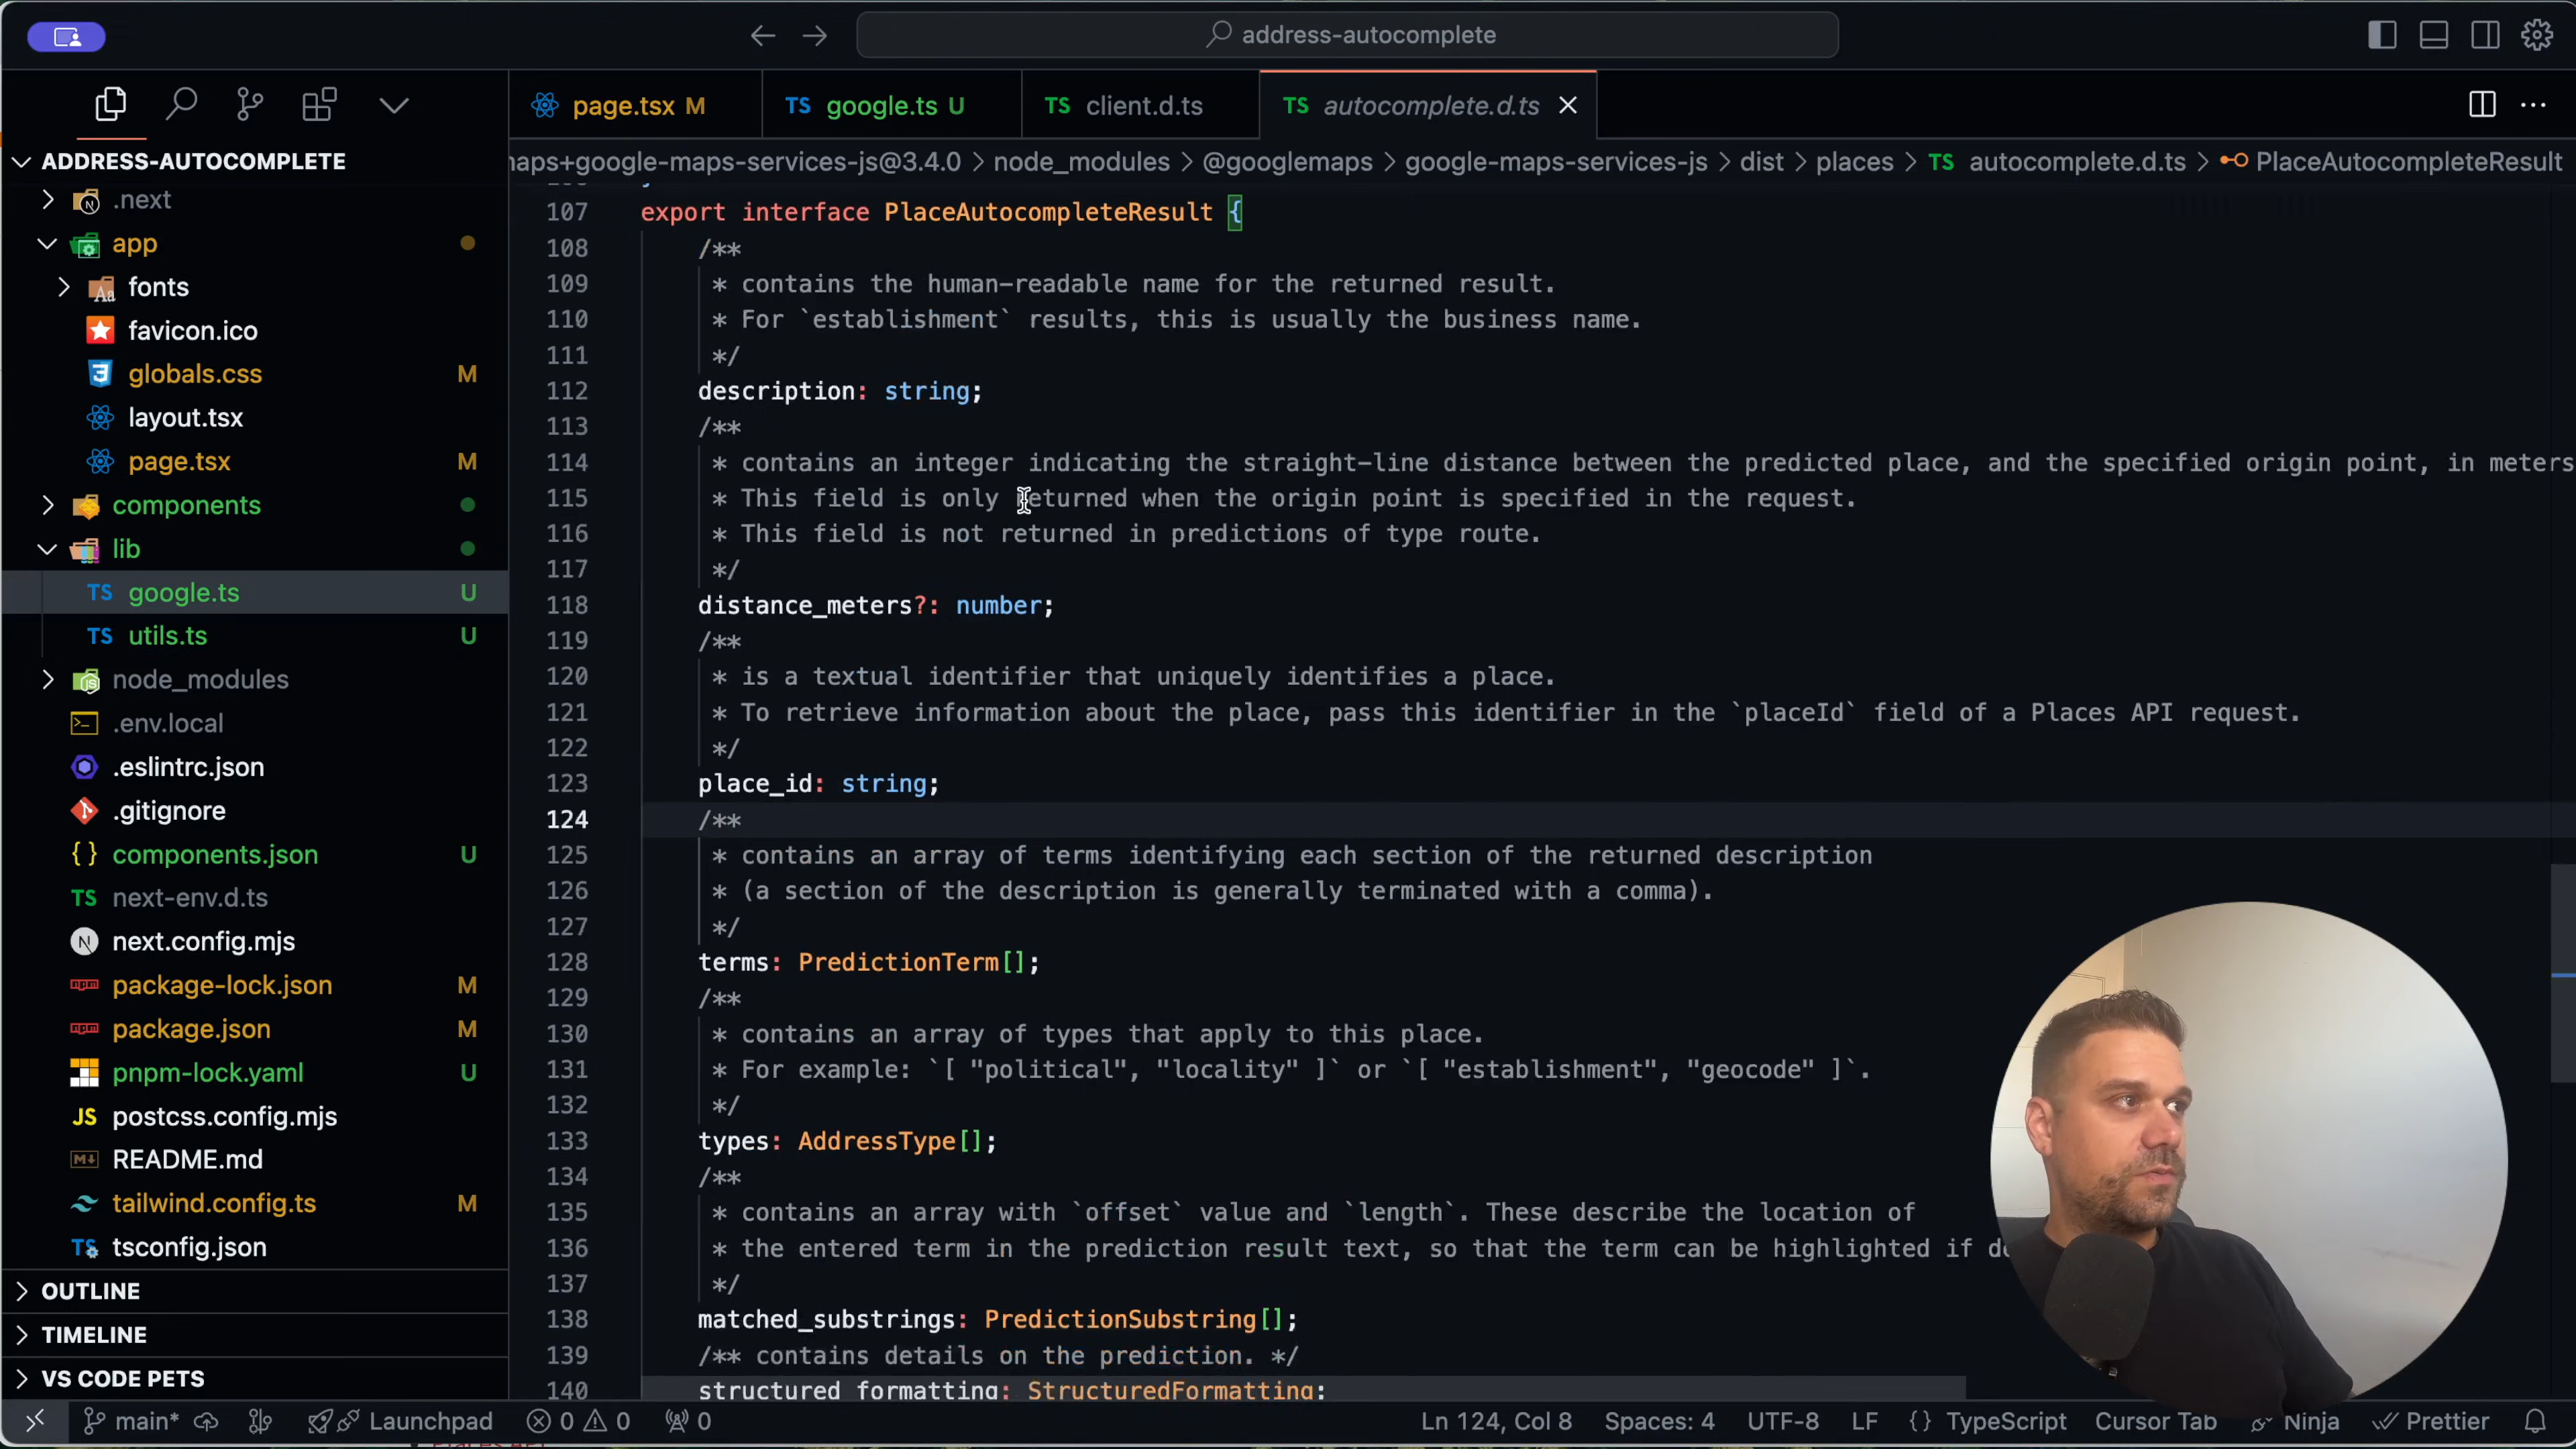 address-autocomplete
page.tsx M
TS google.ts U
TS client.d.ts
TS autocomplete.d.ts
ADDRESS-AUTOCOMPLETE
maps+google-maps-services-js@3.4.0 > node_modules > @googlemaps > google-maps-services-js > dist > places > TS autocomplete.d.ts > PlaceAutocompleteResult
.next
app
fonts
favicon.ico
globals.css M
layout.tsx
page.tsx M
components
lib
TS google.ts U
TS utils.ts U
node_modules
.env.local
.eslintrc.json
.gitignore
components.json U
TS next-env.d.ts
next.config.mjs
package-lock.json M
package.json M
pnpm-lock.yaml U
JS postcss.config.mjs
README.md
tailwind.config.ts M
TS tsconfig.json
OUTLINE
TIMELINE
VS CODE PETS
107 export interface PlaceAutocompleteResult {
108 /**
109 * contains the human-readable name for the returned result.
110 * For `establishment` results, this is usually the business name.
111 */
112 description: string;
113 /**
114 * contains an integer indicating the straight-line distance between the predicted place, and the specified origin point, in meters
115 * This field is only returned when the origin point is specified in the request.
116 * This field is not returned in predictions of type route.
117 */
118 distance_meters?: number;
119 /**
120 * is a textual identifier that uniquely identifies a place.
121 * To retrieve information about the place, pass this identifier in the `placeId` field of a Places API request.
122 */
123 place_id: string;
124 /**
125 * contains an array of terms identifying each section of the returned description
126 * (a section of the description is generally terminated with a comma).
127 */
128 terms: PredictionTerm[];
129 /**
130 * contains an array of types that apply to this place.
131 * For example: `[ "political", "locality" ]` or `[ "establishment", "geocode" ]`.
132 */
133 types: AddressType[];
134 /**
135 * contains an array with `offset` value and `length`. These describe the location of
136 * the entered term in the prediction result text, so that the term can be highlighted if
137 */
138 matched_substrings: PredictionSubstring[];
139 /** contains details on the prediction. */
140 structured_formatting: StructuredFormatting;
main* Launchpad 0 0 0 Ln 124, Col 8 Spaces: 4 UTF-8 LF {} TypeScript Cursor Tab Ninja Prettier